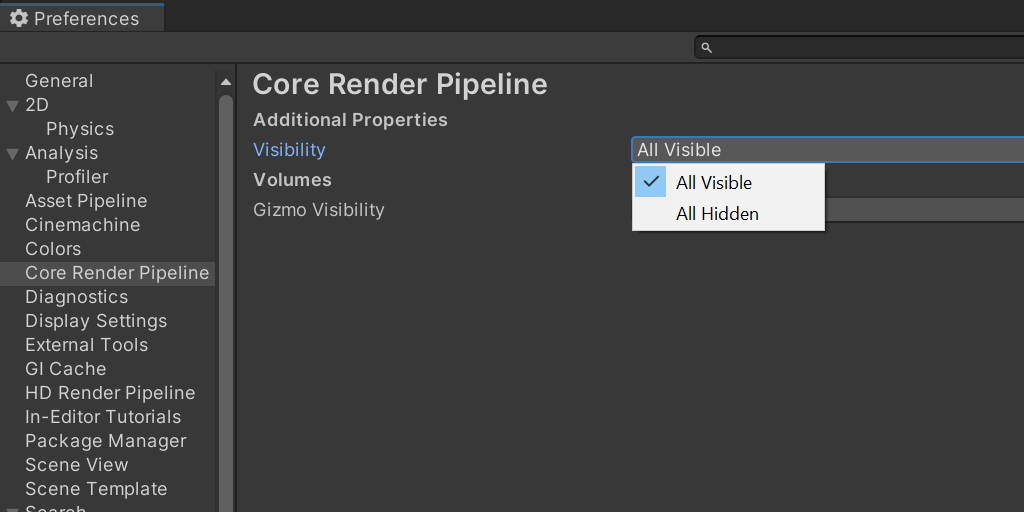 Preferences
General
2D
Physics
Analysis
Profiler
Asset Pipeline
Cinemachine
Colors
Core Render Pipeline
Diagnostics
Display Settings
External Tools
GI Cache
HD Render Pipeline
In-Editor Tutorials
Package Manager
Scene View
Scene Template
Search
Core Render Pipeline
Additional Properties
Visibility
All Visible
All Visible
All Hidden
Volumes
Gizmo Visibility